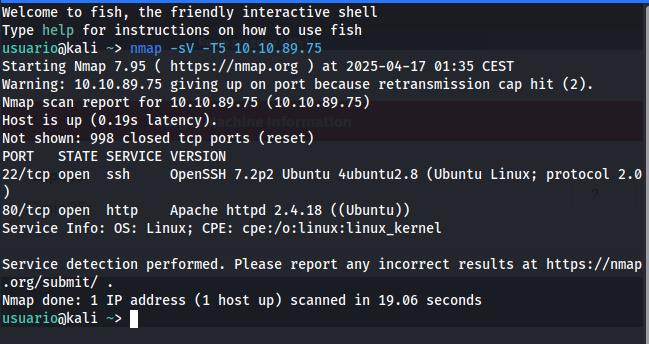 Welcome to fish, the friendly interactive shell
Type help for instructions on how to use fish
usuario@kali ~> nmap -sV -T5 10.10.89.75
Starting Nmap 7.95 ( https://nmap.org ) at 2025-04-17 01:35 CEST
Warning: 10.10.89.75 giving up on port because retransmission cap hit (2).
Nmap scan report for 10.10.89.75 (10.10.89.75)
Host is up (0.19s latency).
Not shown: 998 closed tcp ports (reset)
PORT   STATE SERVICE VERSION
22/tcp open  ssh     OpenSSH 7.2p2 Ubuntu 4ubuntu2.8 (Ubuntu Linux; protocol 2.0
)
80/tcp open  http    Apache httpd 2.4.18 ((Ubuntu))
Service Info: OS: Linux; CPE: cpe:/o:linux:linux_kernel

Service detection performed. Please report any incorrect results at https://nmap
.org/submit/ .
Nmap done: 1 IP address (1 host up) scanned in 19.06 seconds
usuario@kali ~>